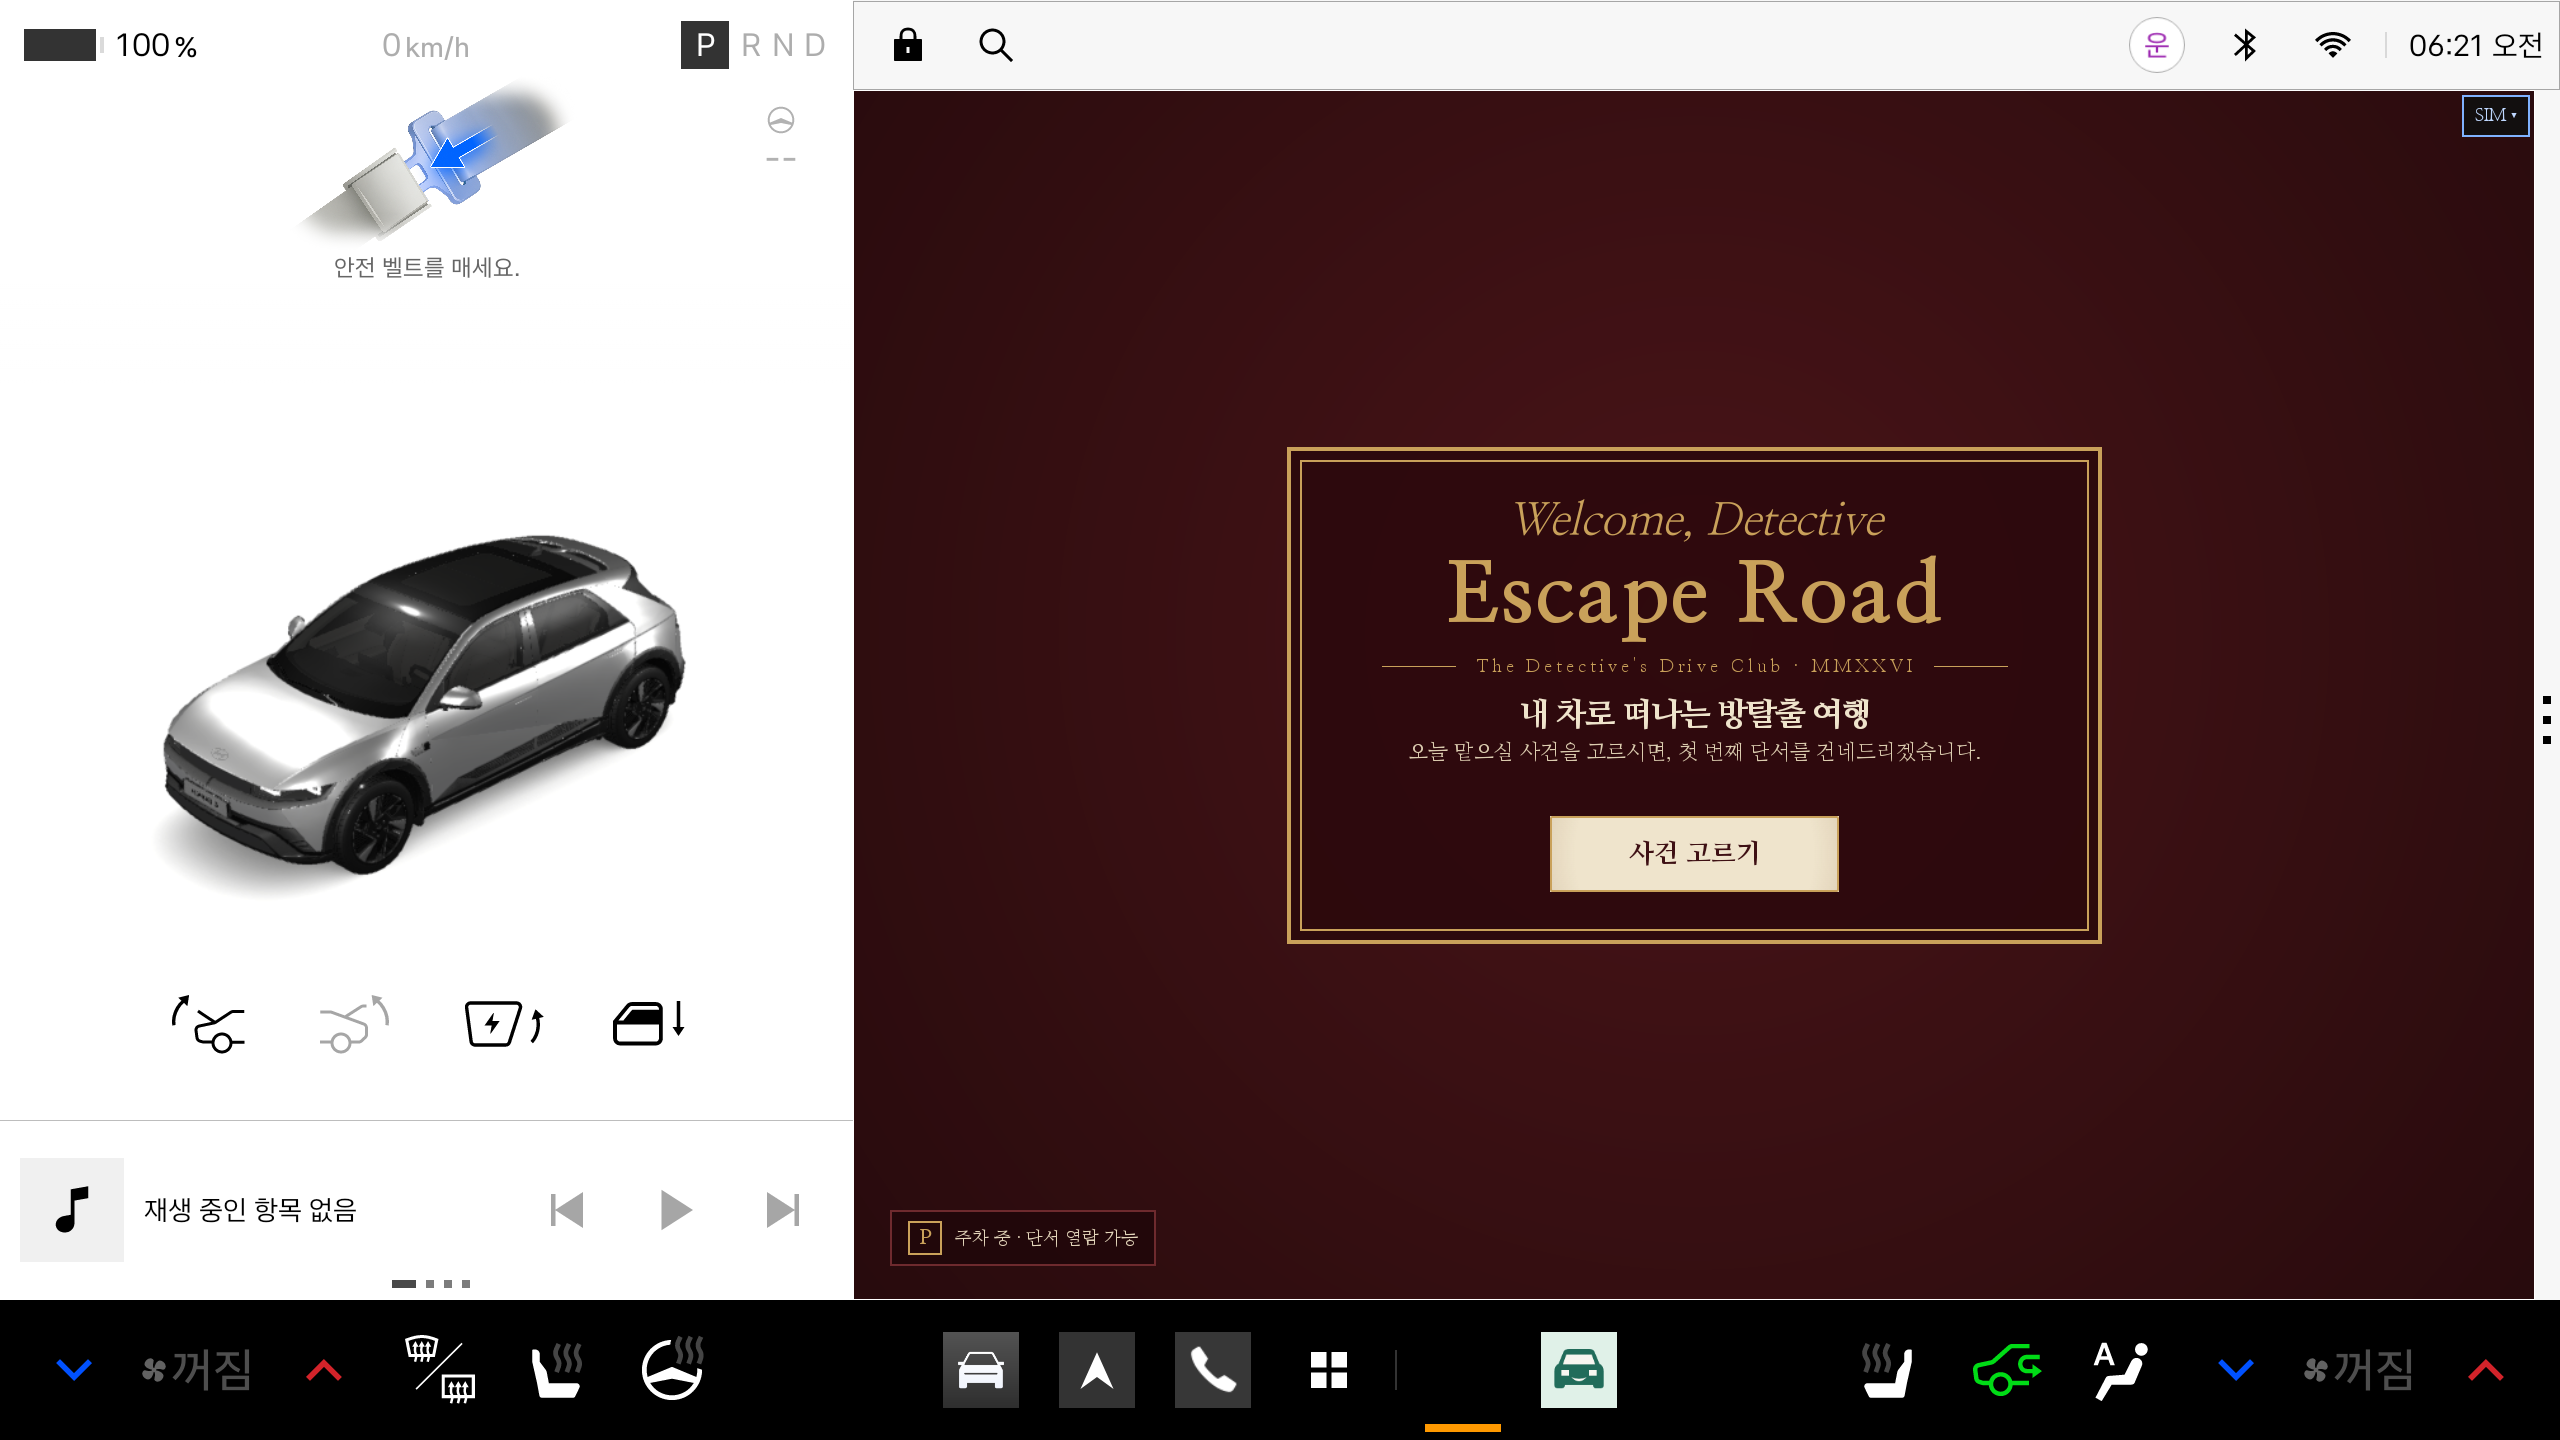 100%
0 km/h
P R N D
운
06:21 오전
SIM
안전 벨트를 매세요.
Welcome, Detective
Escape Road
The Detective's Drive Club · MMXXVI
내 차로 떠나는 방탈출 여행
오늘 맡으실 사건을 고르시면, 첫 번째 단서를 건네드리겠습니다.
사건 고르기
재생 중인 항목 없음
P 주차 중 · 단서 열람 가능
꺼짐
A
꺼짐